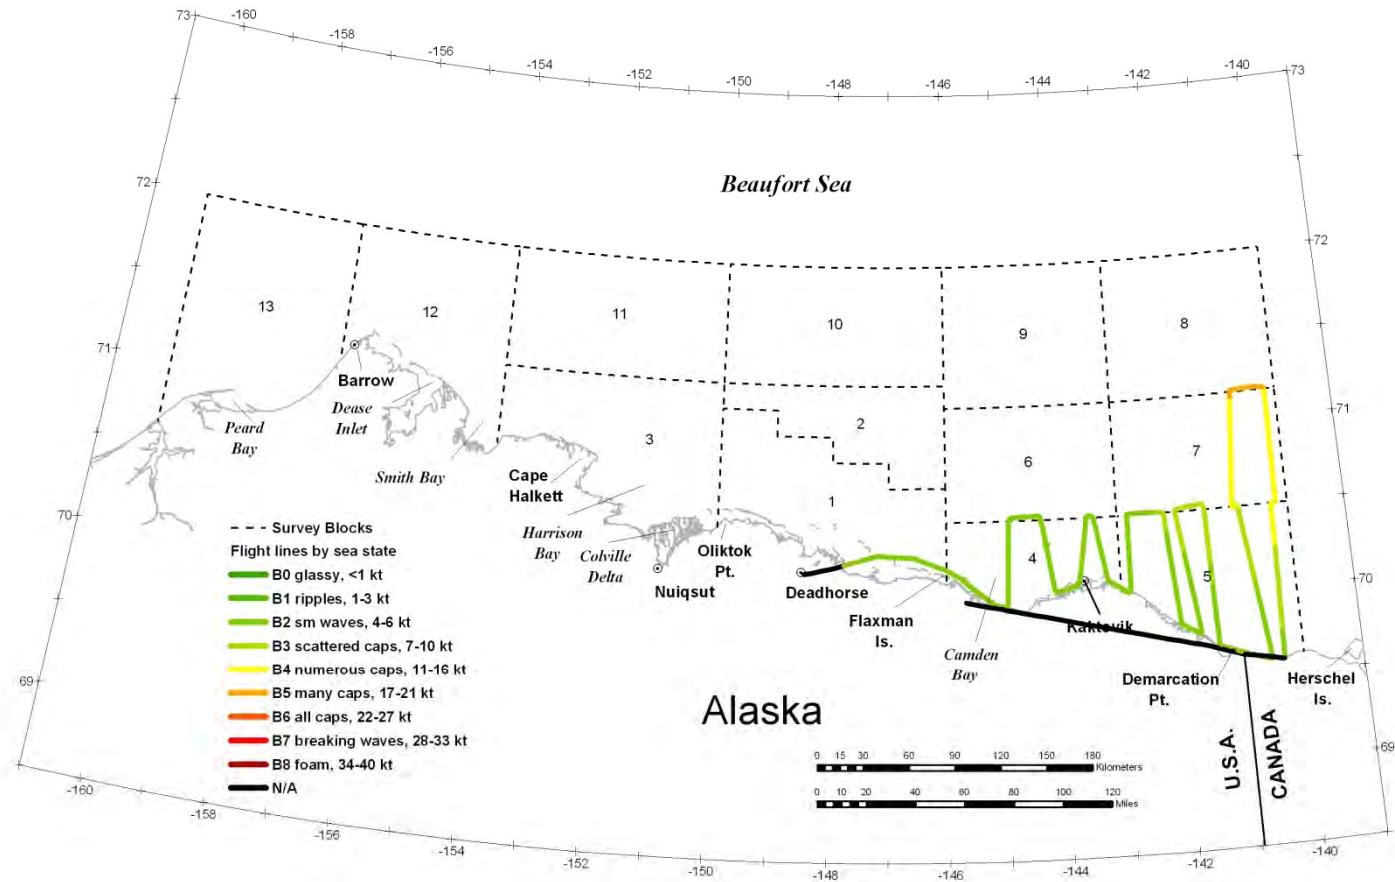 -160
-158
-156
-154
-152
-150
-148
-146
-144
-142
-140
73
73
72
72
71
71
70
70
69
69
Beaufort Sea
13
12
11
10
9
8
3
2
1
6
7
4
5
Barrow
Peard
Bay
Dease
Inlet
Smith Bay
Cape
Halkett
Harrison
Bay
Colville
Delta
Nuiqsut
Oliktok
Pt.
Deadhorse
Flaxman
Is.
Camden
Bay
Kaktovik
Demarcation
Pt.
Herschel
Is.
Alaska
U.S.A.
CANADA
Survey Blocks
Flight lines by sea state
B0 glassy, <1 kt
B1 ripples, 1-3 kt
B2 sm waves, 4-6 kt
B3 scattered caps, 7-10 kt
B4 numerous caps, 11-16 kt
B5 many caps, 17-21 kt
B6 all caps, 22-27 kt
B7 breaking waves, 28-33 kt
B8 foam, 34-40 kt
N/A
0 15 30 60 90 120 150 180
Kilometers
0 10 20 40 60 80 100 120
Miles
-160
-158
-154
-152
-150
-148
-146
-144
-142
-140